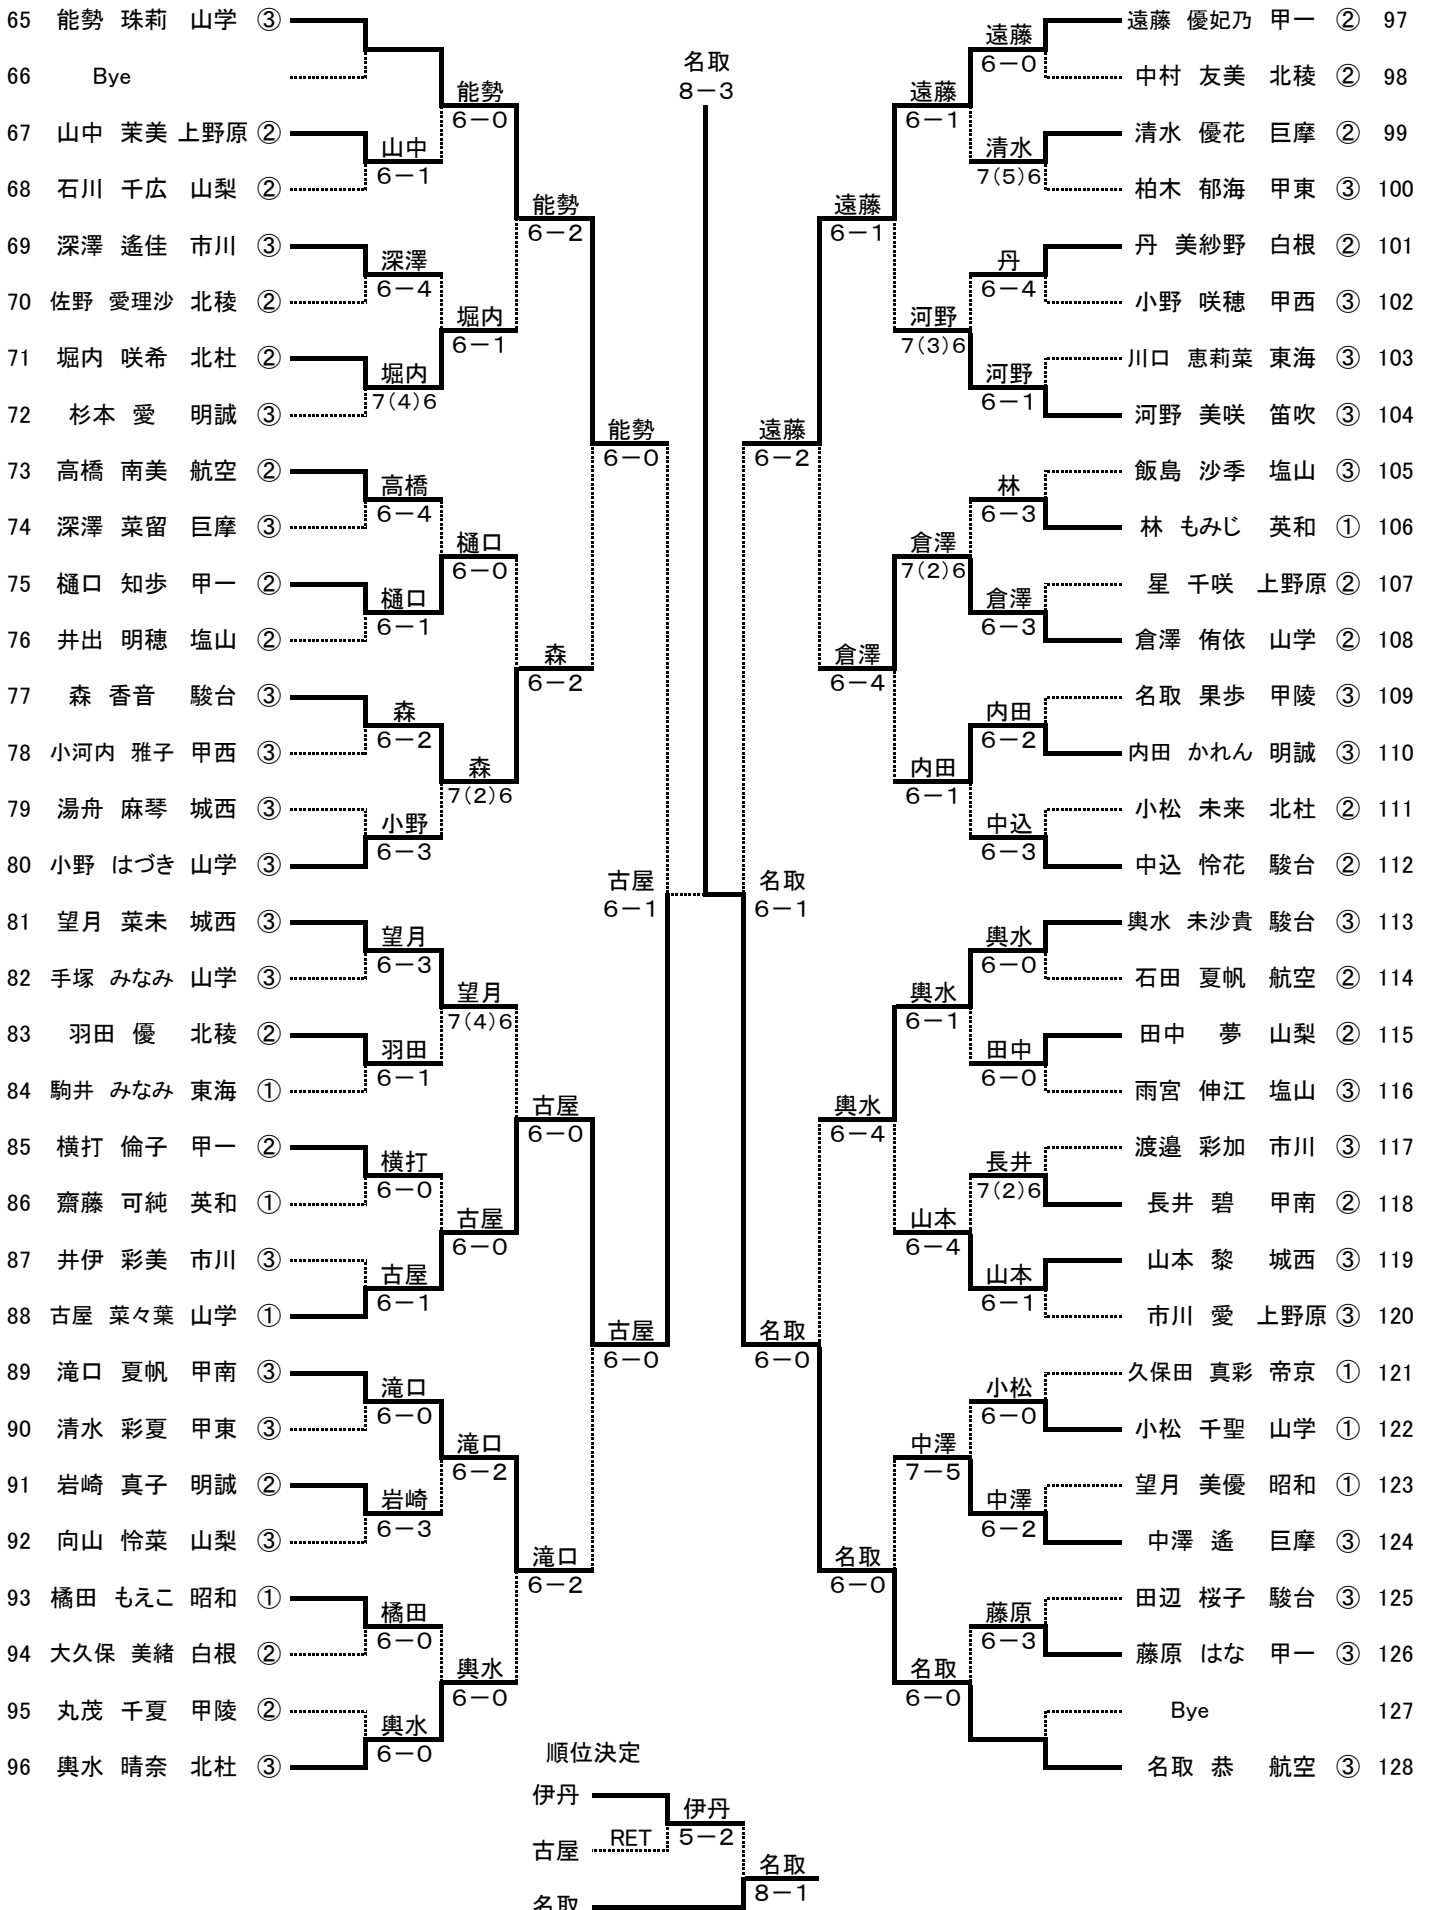 65 能勢 珠莉 山学 ③
66 Bye
67 山中 茉美 上野原 ②
68 石川 千広 山梨 ②
69 深澤 遙佳 市川 ③
70 佐野 愛理沙 北稜 ②
71 堀内 咲希 北杜 ②
72 杉本 愛 明誠 ③
73 高橋 南美 航空 ②
74 深澤 菜留 巨摩 ③
75 樋口 知歩 甲一 ②
76 井出 明穂 塩山 ②
77 森 香音 駿台 ③
78 小河内 雅子 甲西 ③
79 湯舟 麻琴 城西 ③
80 小野 はづき 山学 ③
81 望月 菜未 城西 ③
82 手塚 みなみ 山学 ③
83 羽田 優 北稜 ②
84 駒井 みなみ 東海 ①
85 横打 倫子 甲一 ②
86 齋藤 可純 英和 ①
87 井伊 彩美 市川 ③
88 古屋 菜々葉 山学 ①
89 滝口 夏帆 甲南 ③
90 清水 彩夏 甲東 ③
91 岩崎 真子 明誠 ②
92 向山 怜菜 山梨 ③
93 橘田 もえこ 昭和 ①
94 大久保 美緒 白根 ②
95 丸茂 千夏 甲陵 ②
96 輿水 晴奈 北杜 ③
山中
6-1
深澤
6-4
堀内
7(4)6
高橋
6-4
樋口
6-1
森
6-2
小野
6-3
望月
6-3
羽田
6-1
横打
6-0
古屋
6-1
滝口
6-0
岩崎
6-3
橘田
6-0
輿水
6-0
能勢
6-0
堀内
6-1
樋口
6-0
森
7(2)6
望月
7(4)6
古屋
6-0
滝口
6-2
輿水
6-0
能勢
6-2
森
6-2
古屋
6-0
滝口
6-2
能勢
6-0
古屋
6-0
古屋
6-1
名取
8-3
名取
6-1
遠藤
6-2
名取
6-0
遠藤
6-1
倉澤
6-4
輿水
6-4
名取
6-0
遠藤
6-1
河野
7(3)6
倉澤
7(2)6
内田
6-1
輿水
6-1
山本
6-4
中澤
7-5
名取
6-0
遠藤
6-0
清水
7(5)6
丹
6-4
河野
6-1
林
6-3
倉澤
6-3
内田
6-2
中込
6-3
輿水
6-0
田中
6-0
長井
7(2)6
山本
6-1
小松
6-0
中澤
6-2
藤原
6-3
遠藤 優妃乃 甲一 ② 97
中村 友美 北稜 ② 98
清水 優花 巨摩 ② 99
柏木 郁海 甲東 ③ 100
丹 美紗野 白根 ② 101
小野 咲穂 甲西 ③ 102
川口 恵莉菜 東海 ③ 103
河野 美咲 笛吹 ③ 104
飯島 沙季 塩山 ③ 105
林 もみじ 英和 ① 106
星 千咲 上野原 ② 107
倉澤 侑依 山学 ② 108
名取 果歩 甲陵 ③ 109
内田 かれん 明誠 ③ 110
小松 未来 北杜 ② 111
中込 怜花 駿台 ② 112
輿水 未沙貴 駿台 ③ 113
石田 夏帆 航空 ② 114
田中 夢 山梨 ② 115
雨宮 伸江 塩山 ③ 116
渡邉 彩加 市川 ③ 117
長井 碧 甲南 ② 118
山本 黎 城西 ③ 119
市川 愛 上野原 ③ 120
久保田 真彩 帝京 ① 121
小松 千聖 山学 ① 122
望月 美優 昭和 ① 123
中澤 遙 巨摩 ③ 124
田辺 桜子 駿台 ③ 125
藤原 はな 甲一 ③ 126
Bye 127
名取 恭 航空 ③ 128
順位決定
伊丹
古屋 RET
名取
伊丹
5-2
名取
8-1